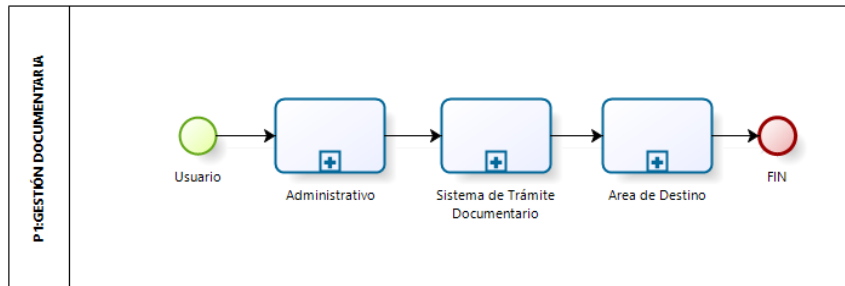 P1:GESTIÓN DOCUMENTARIA
Usuario
Administrativo
Sistema de Trámite
Documentario
Area de Destino
FIN